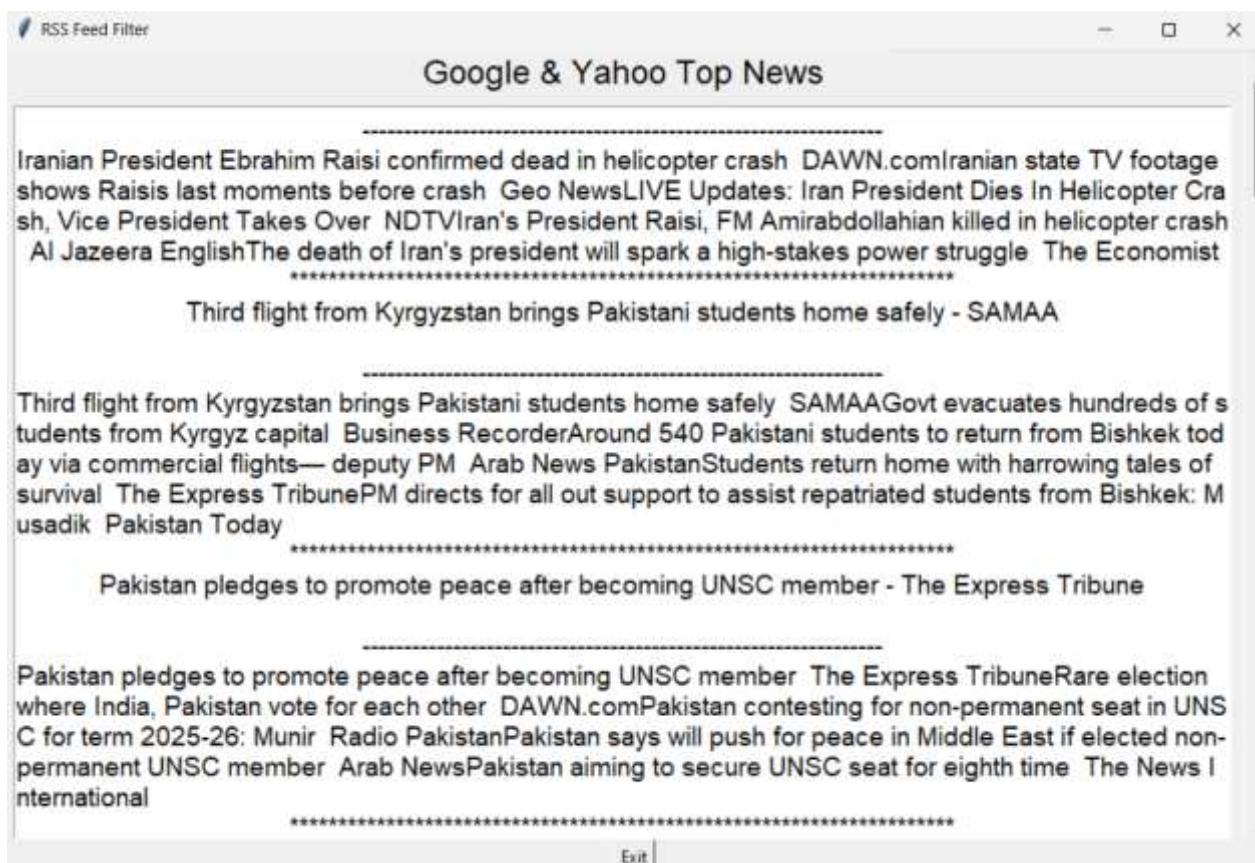 RSS Feed Filter
Google & Yahoo Top News
-----------------------------------------------------------------
Iranian President Ebrahim Raisi confirmed dead in helicopter crash  DAWN.comIranian state TV footage
shows Raisis last moments before crash  Geo NewsLIVE Updates: Iran President Dies In Helicopter Cra
sh, Vice President Takes Over  NDTVIran's President Raisi, FM Amirabdollahian killed in helicopter crash
Al Jazeera EnglishThe death of Iran's president will spark a high-stakes power struggle  The Economist
**********************************************************************
Third flight from Kyrgyzstan brings Pakistani students home safely - SAMAA
-----------------------------------------------------------------
Third flight from Kyrgyzstan brings Pakistani students home safely  SAMAAGovt evacuates hundreds of s
tudents from Kyrgyz capital  Business RecorderAround 540 Pakistani students to return from Bishkek tod
ay via commercial flights— deputy PM  Arab News PakistanStudents return home with harrowing tales of
survival  The Express TribunePM directs for all out support to assist repatriated students from Bishkek: M
usadik  Pakistan Today
**********************************************************************
Pakistan pledges to promote peace after becoming UNSC member - The Express Tribune
-----------------------------------------------------------------
Pakistan pledges to promote peace after becoming UNSC member  The Express TribuneRare election
where India, Pakistan vote for each other  DAWN.comPakistan contesting for non-permanent seat in UNS
C for term 2025-26: Munir  Radio PakistanPakistan says will push for peace in Middle East if elected non-
permanent UNSC member  Arab NewsPakistan aiming to secure UNSC seat for eighth time  The News I
nternational
**********************************************************************
Exit